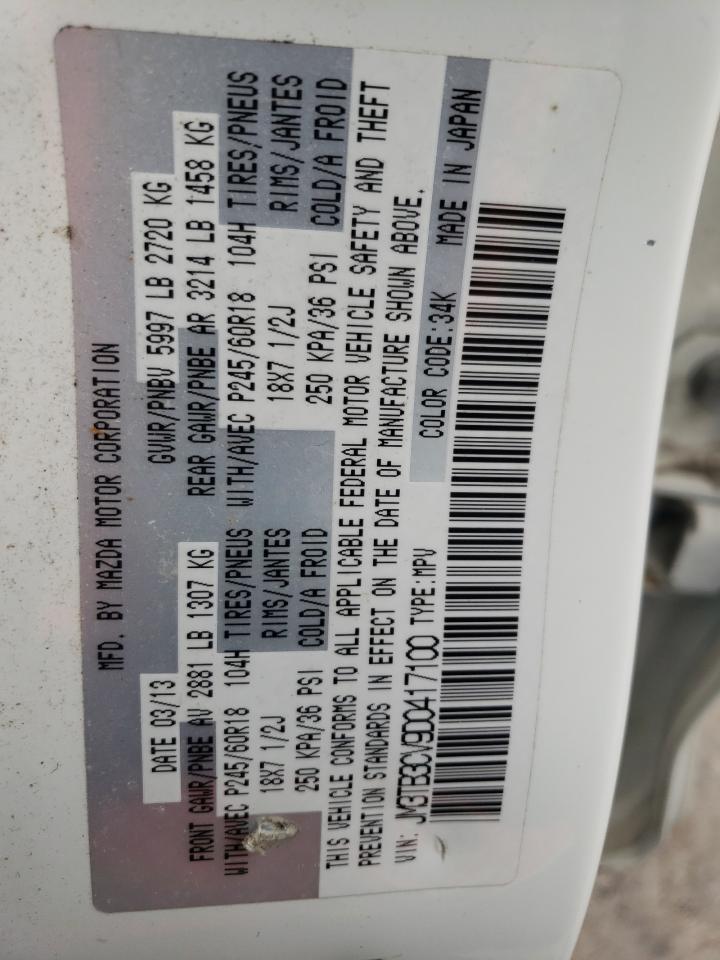 MFD. BY MAZDA MOTOR CORPORATION
DATE 03/13 GVWR/PNBV 5997 LB 2720 KG
FRONT GAWR/PNBE AV 2881 LB 1307 KG REAR GAWR/PNBE AR 3214 LB 1458 KG
WITH/AVEC P245/60R18 104H TIRES/PNEUS WITH/AVEC P245/60R18 104H TIRES/PNEUS
18X7 1/2J RIMS/JANTES 18X7 1/2J RIMS/JANTES
250 KPA/36 PSI COLD/A FROID 250 KPA/36 PSI COLD/A FROID
THIS VEHICLE CONFORMS TO ALL APPLICABLE FEDERAL MOTOR VEHICLE SAFETY AND THEFT
PREVENTION STANDARDS IN EFFECT ON THE DATE OF MANUFACTURE SHOWN ABOVE.
VIN: JM3TB3CV9D0417100 TYPE:MPV COLOR CODE:34K MADE IN JAPAN